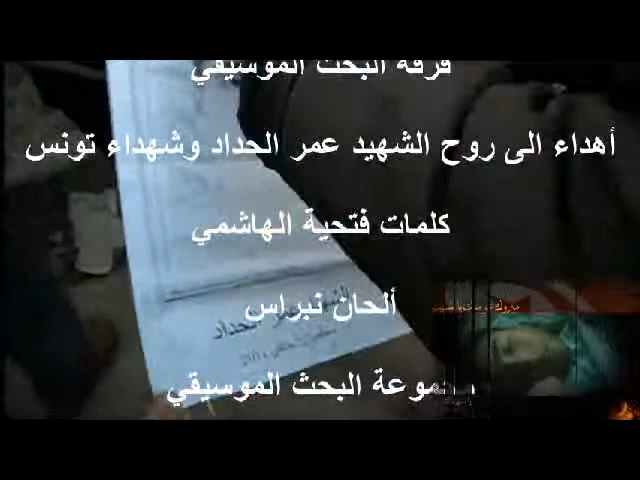 فرقة البحث الموسيقي
أهداء الى روح الشهيد عمر الحداد وشهداء تونس
كلمات فتحية الهاشمي
ألحان نبراس
الحداد
مجموعة البحث الموسيقي